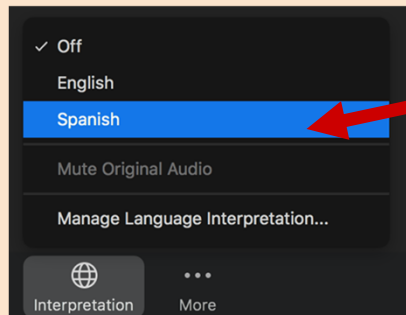 ✓ Off
English
Spanish
Mute Original Audio
Manage Language Interpretation...
Interpretation
More